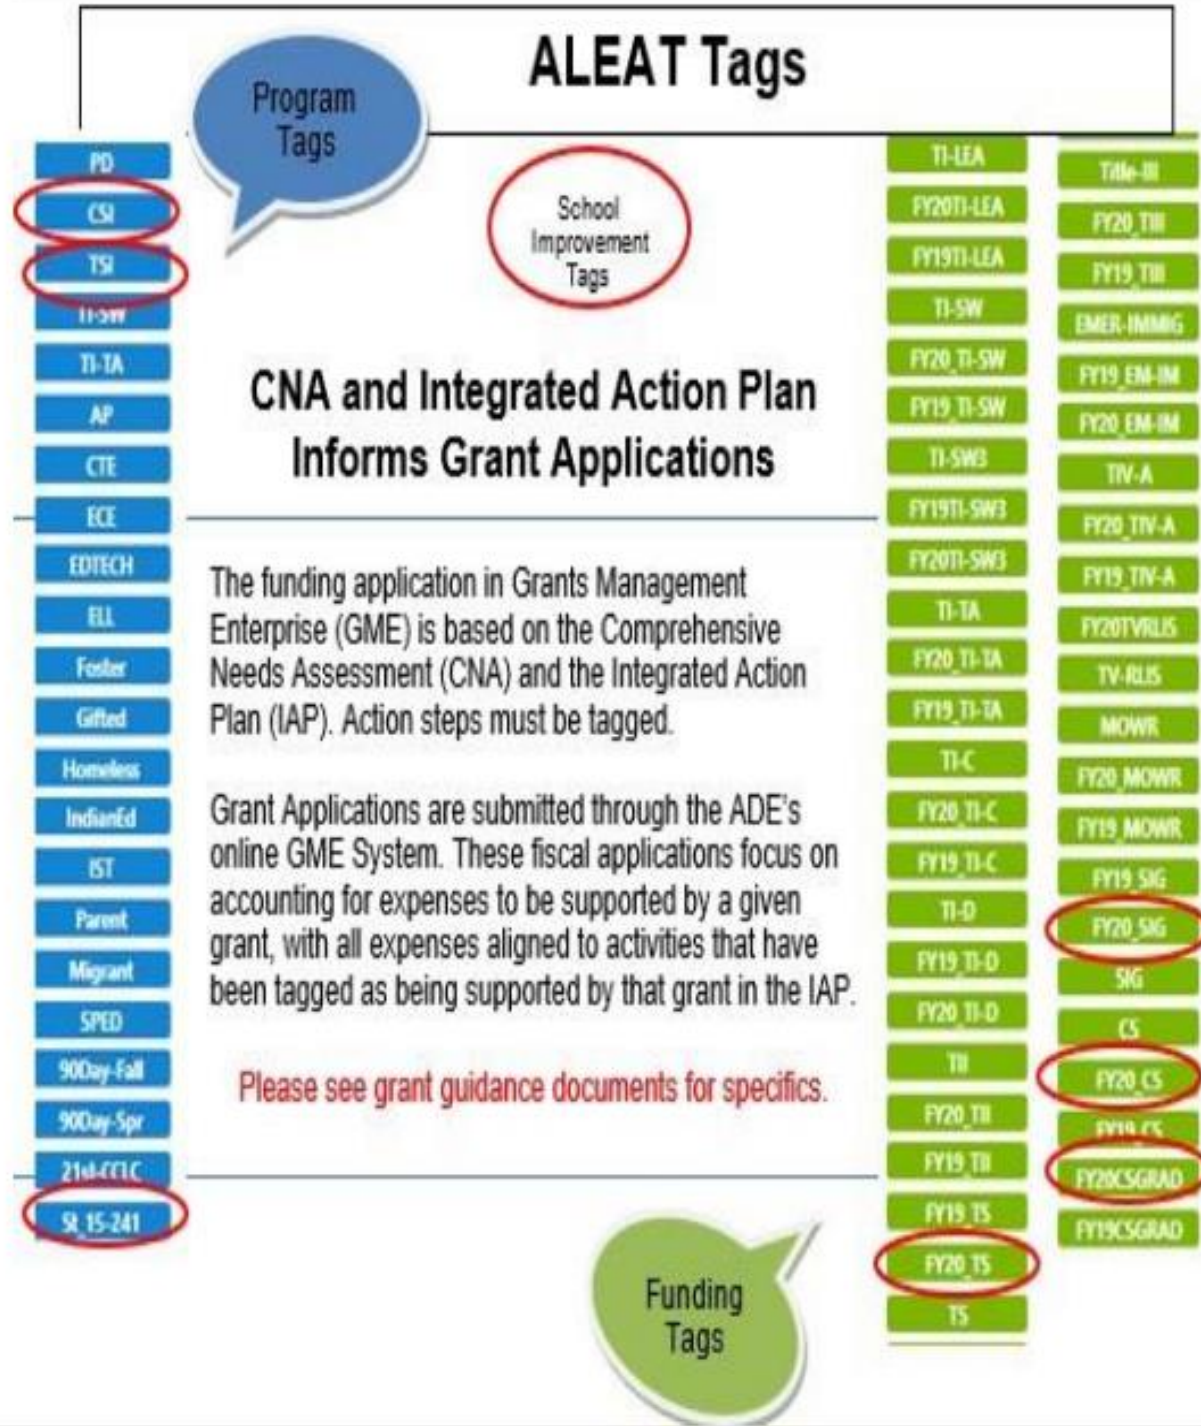 ALEAT Tags
Program
Tags
PD
CSI
TSI
TI-SW
TI-TA
AP
CTE
ECE
EDTECH
ELL
Foster
Gifted
Homeless
IndianEd
IST
Parent
Migrant
SPED
90Day-Fall
90Day-Spr
21st-CCLC
St_15-241
School
Improvement
Tags
CNA and Integrated Action Plan
Informs Grant Applications
The funding application in Grants Management
Enterprise (GME) is based on the Comprehensive
Needs Assessment (CNA) and the Integrated Action
Plan (IAP). Action steps must be tagged.
Grant Applications are submitted through the ADE's
online GME System. These fiscal applications focus on
accounting for expenses to be supported by a given
grant, with all expenses aligned to activities that have
been tagged as being supported by that grant in the IAP.
Please see grant guidance documents for specifics.
Funding
Tags
TI-LEA
FY20TI-LEA
FY19TI-LEA
TI-SW
FY20_TI-SW
FY19_TI-SW
TI-SW3
FY19TI-SW3
FY20TI-SW3
TI-TA
FY20_TI-TA
FY19_TI-TA
TI-C
FY20_TI-C
FY19_TI-C
TI-D
FY19_TI-D
FY20_TI-D
TII
FY20_TII
FY19_TII
FY19_TS
FY20_TS
TS
Title-III
FY20_TIII
FY19_TIII
EMER-IMMIG
FY19_EM-IM
FY20_EM-IM
TIV-A
FY20_TIV-A
FY19_TIV-A
FY20TVRLIS
TV-RLIS
MOWR
FY20_MOWR
FY19_MOWR
FY19_SIG
FY20_SIG
SIG
CS
FY20_CS
FY19_CS
FY20CSGRAD
FY19CSGRAD